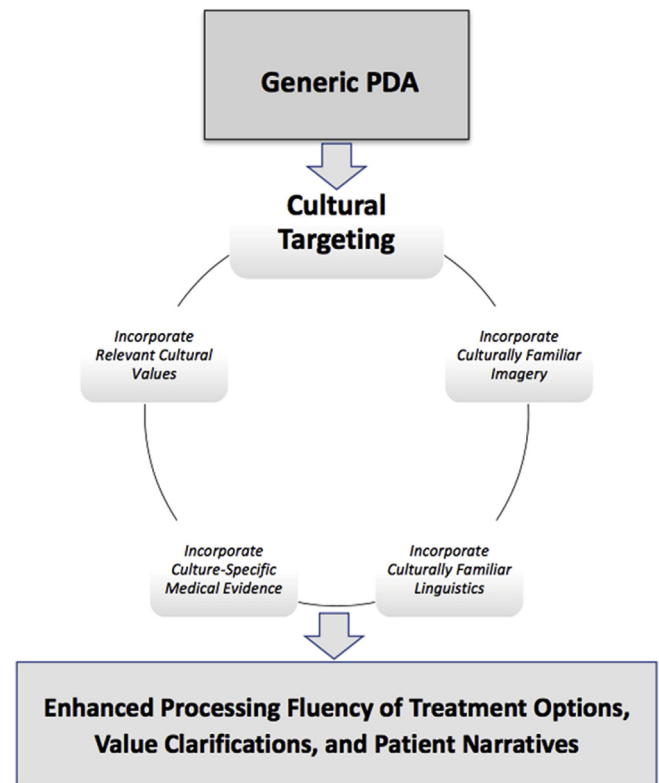 Generic PDA
Cultural
Targeting
Incorporate
Relevant Cultural
Values
Incorporate
Culturally Familiar
Imagery
Incorporate
Culture-Specific
Medical Evidence
Incorporate
Culturally Familiar
Linguistics
Enhanced Processing Fluency of Treatment Options,
Value Clarifications, and Patient Narratives